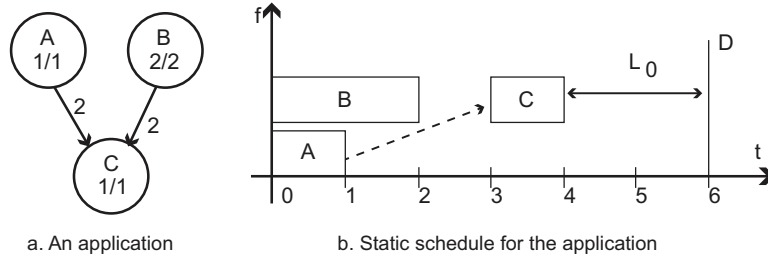 A
1/1
B
2/2
2
2
C
1/1
a. An application
f
D
L0
B
C
A
t
0 1 2 3 4 5 6
b. Static schedule for the application